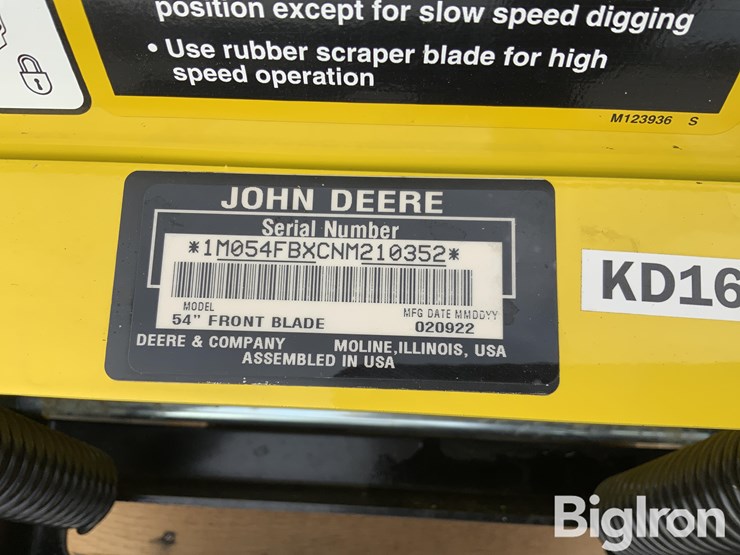 position except for slow speed digging
• Use rubber scraper blade for high
speed operation
M123936 S
JOHN DEERE
Serial Number
*1M054FBXCNM210352*
MODEL
MFG DATE MMDDYY
54" FRONT BLADE
020922
DEERE & COMPANY
MOLINE, ILLINOIS, USA
ASSEMBLED IN USA
KD16
BigIron